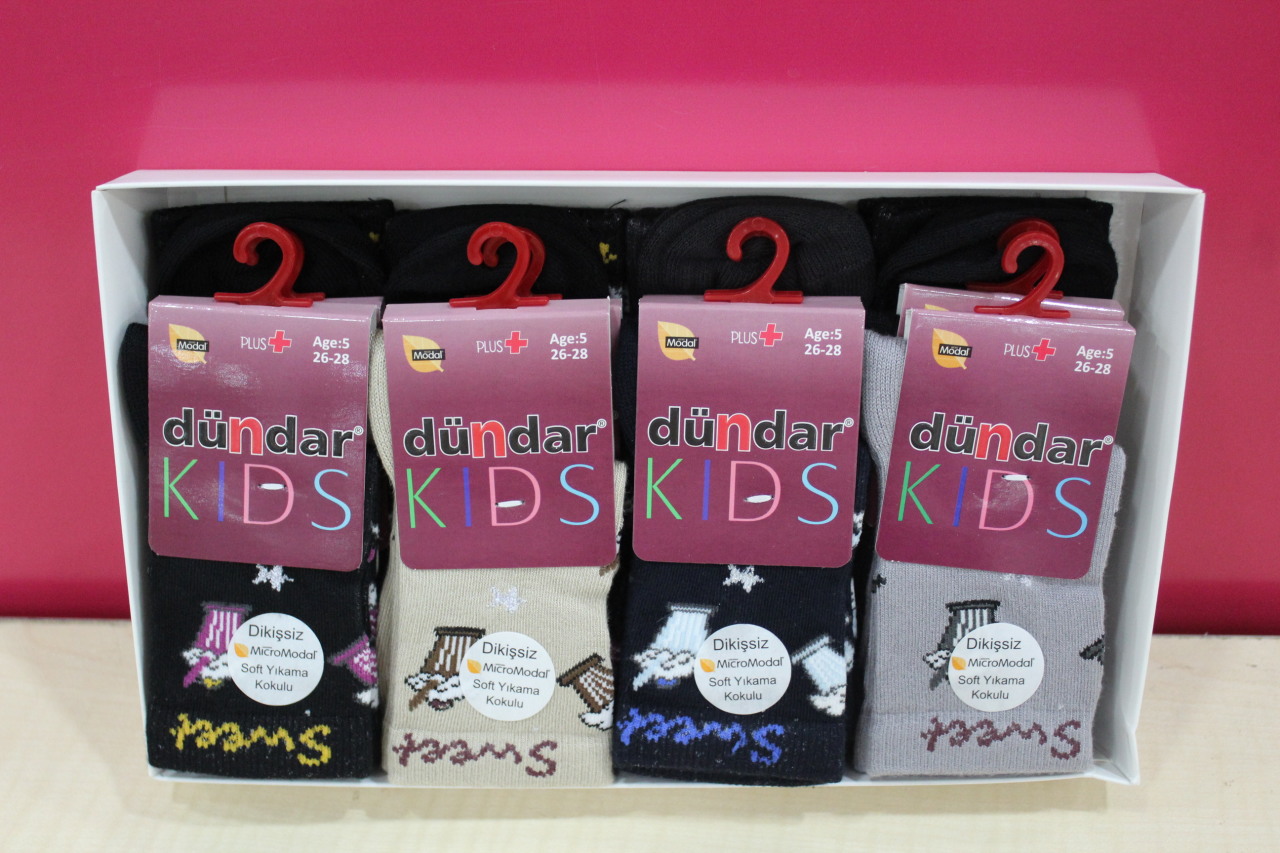 Modal PLUS+ Age:5
26-28
dündar®
KIDS
Dikişsiz
MicroModal
Soft Yıkama
Kokulu
Sweet
Modal PLUS+ Age:5
26-28
dündar®
KIDS
Dikişsiz
MicroModal
Soft Yıkama
Kokulu
Sweet
Modal PLUS+ Age:5
26-28
dündar®
KIDS
Dikişsiz
MicroModal
Soft Yıkama
Kokulu
Sweet
Modal PLUS+ Age:5
26-28
dündar®
KIDS
Dikişsiz
MicroModal
Soft Yıkama
Kokulu
Sweet